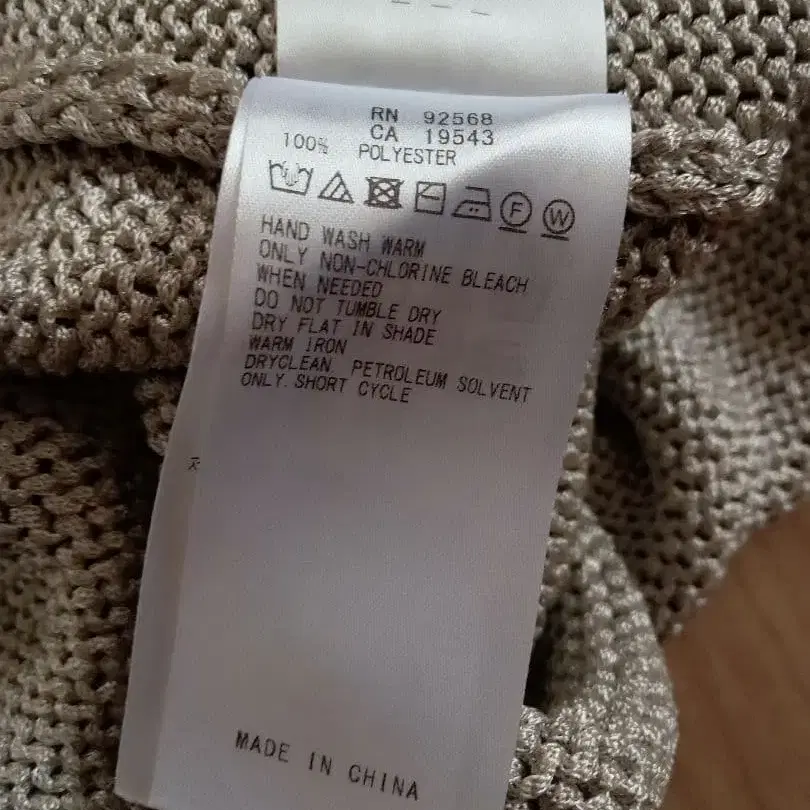 RN 92568
CA 19543
100% POLYESTER
F W
HAND WASH WARM
ONLY NON-CHLORINE BLEACH
WHEN NEEDED
DO NOT TUMBLE DRY
DRY FLAT IN SHADE
WARM IRON
DRYCLEAN PETROLEUM SOLVENT
ONLY. SHORT CYCLE
MADE IN CHINA